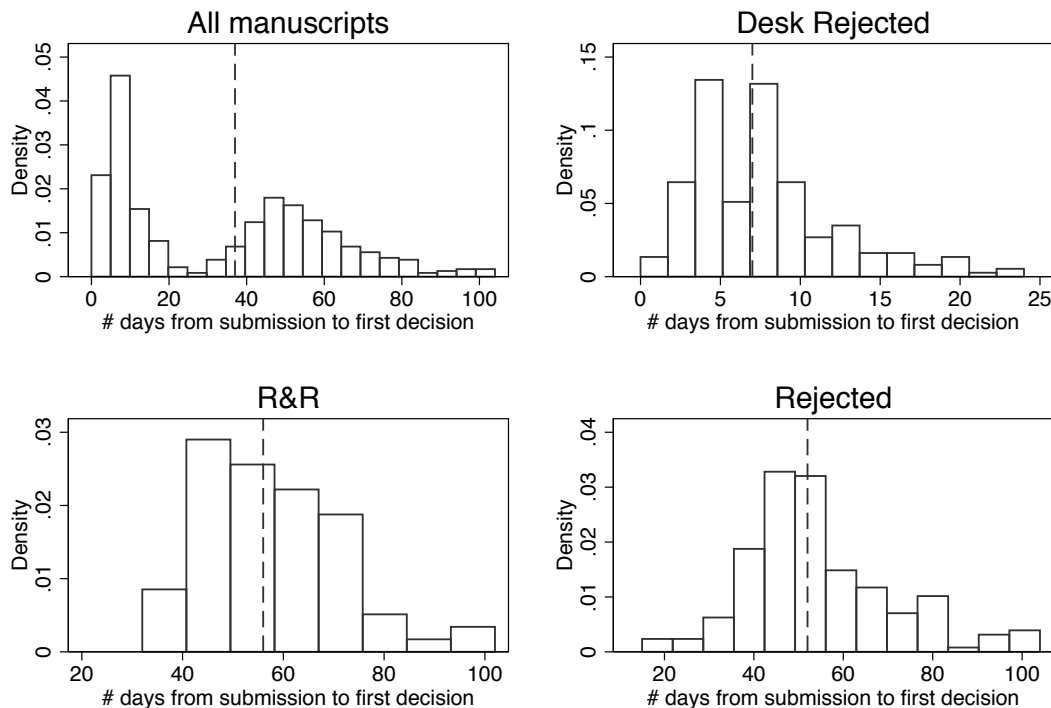 All manuscripts
Density
0 .01 .02 .03 .04 .05
0 20 40 60 80 100
# days from submission to first decision
Desk Rejected
Density
0 .05 .1 .15
0 5 10 15 20 25
# days from submission to first decision
R&R
Density
0 .01 .02 .03
20 40 60 80 100
# days from submission to first decision
Rejected
Density
0 .01 .02 .03 .04
20 40 60 80 100
# days from submission to first decision